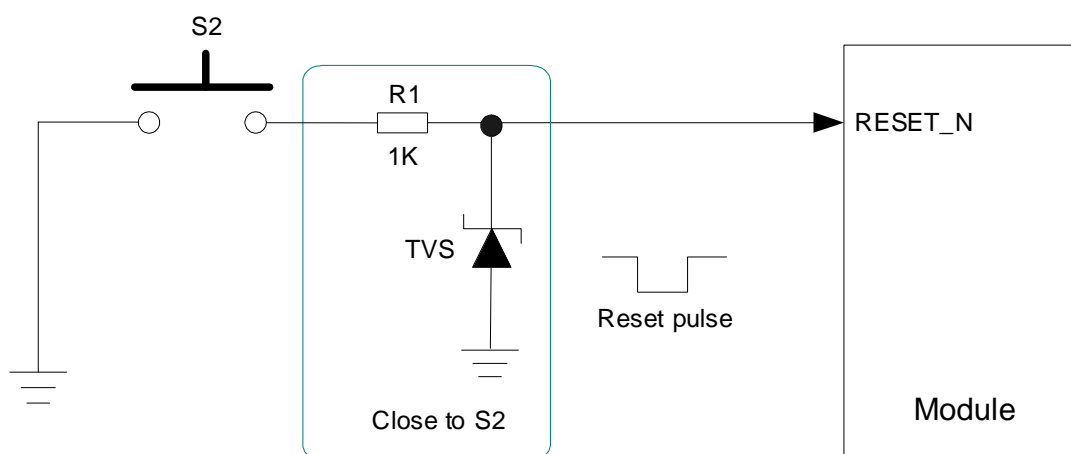 S2
R1
1K
RESET_N
TVS
Reset pulse
Close to S2
Module